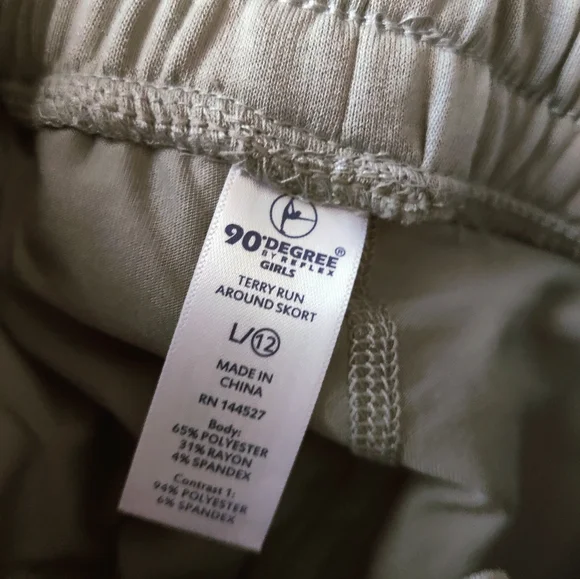 90°DEGREE®
BY REFLEX
GIRLS
TERRY RUN
AROUND SKORT
L/12
MADE IN
CHINA
RN 144527
Body:
65% POLYESTER
31% RAYON
4% SPANDEX
Contrast 1:
94% POLYESTER
6% SPANDEX